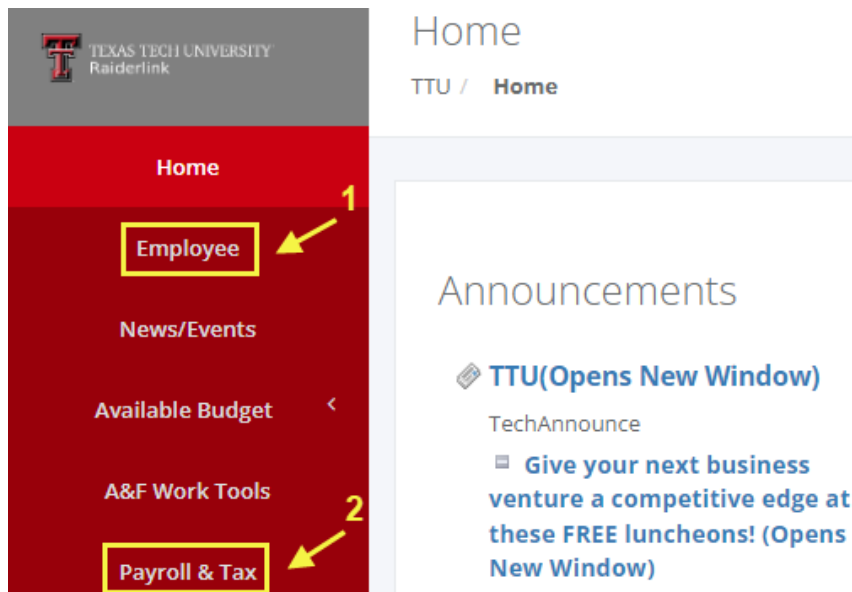 TEXAS TECH UNIVERSITY
Raiderlink
Home
1
Employee
News/Events
Available Budget <
A&F Work Tools
2
Payroll & Tax
Home
TTU / Home
Announcements
TTU(Opens New Window)
TechAnnounce
Give your next business
venture a competitive edge at
these FREE luncheons! (Opens
New Window)